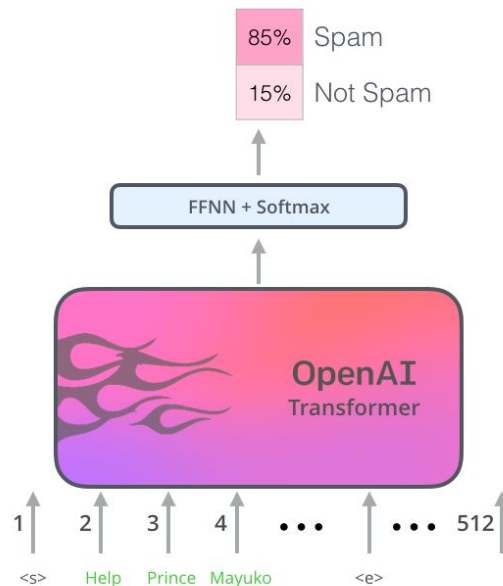 85% Spam
15% Not Spam
FFNN + Softmax
OpenAI
Transformer
1 2 3 4 ••• ••• 512
<s> Help Prince Mayuko <e>